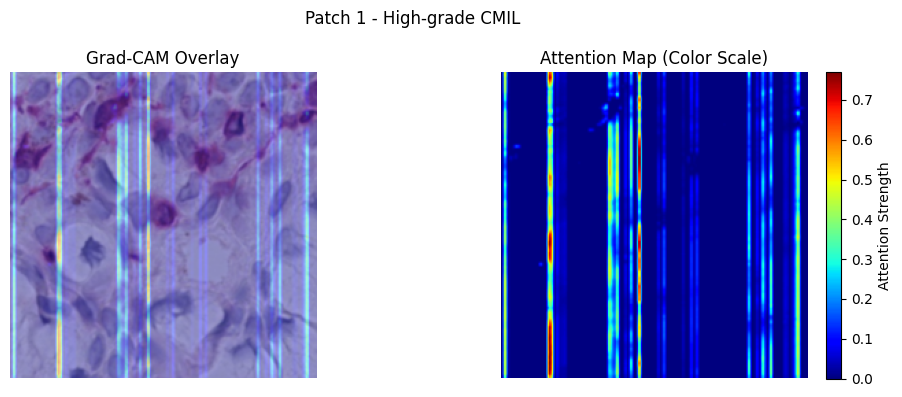 Patch 1 - High-grade CMIL
Grad-CAM Overlay
Attention Map (Color Scale)
0.7
0.6
0.5
0.4
0.3
0.2
0.1
0.0
Attention Strength